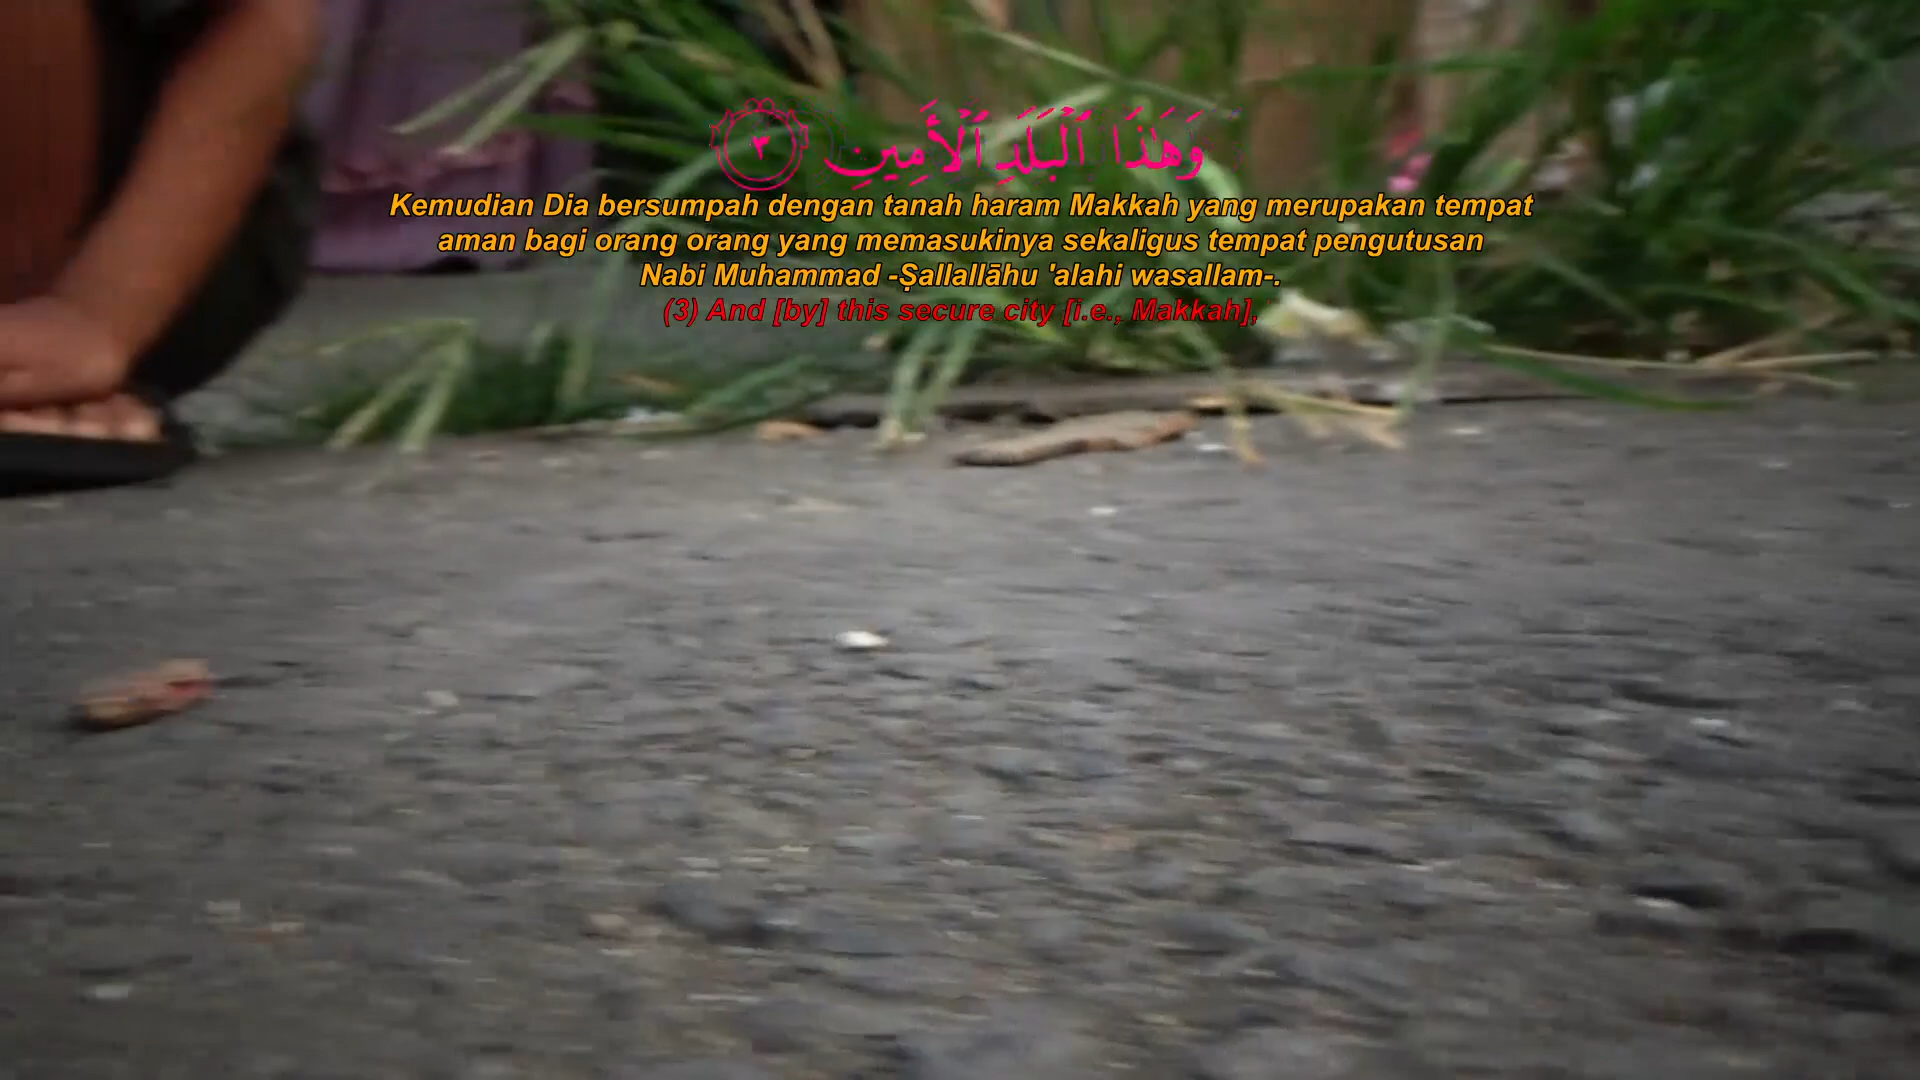 وَهَٰذَا ٱلْبَلَدِ ٱلْأَمِينِ ٣
Kemudian Dia bersumpah dengan tanah haram Makkah yang merupakan tempat
aman bagi orang orang yang memasukinya sekaligus tempat pengutusan
Nabi Muhammad -Ṣallallāhu 'alahi wasallam-.
(3) And [by] this secure city [i.e., Makkah],